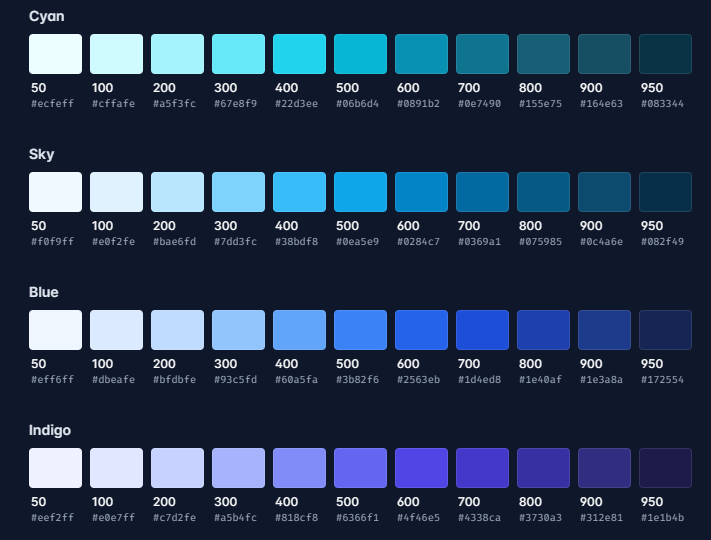 Cyan
50 100 200 300 400 500 600 700 800 900 950
#ecfeff #cffafe #a5f3fc #67e8f9 #22d3ee #06b6d4 #0891b2 #0e7490 #155e75 #164e63 #083344
Sky
50 100 200 300 400 500 600 700 800 900 950
#f0f9ff #e0f2fe #bae6fd #7dd3fc #38bdf8 #0ea5e9 #0284c7 #0369a1 #075985 #0c4a6e #082f49
Blue
50 100 200 300 400 500 600 700 800 900 950
#eff6ff #dbeafe #bfdbfe #93c5fd #60a5fa #3b82f6 #2563eb #1d4ed8 #1e40af #1e3a8a #172554
Indigo
50 100 200 300 400 500 600 700 800 900 950
#eef2ff #e0e7ff #c7d2fe #a5b4fc #818cf8 #6366f1 #4f46e5 #4338ca #3730a3 #312e81 #1e1b4b